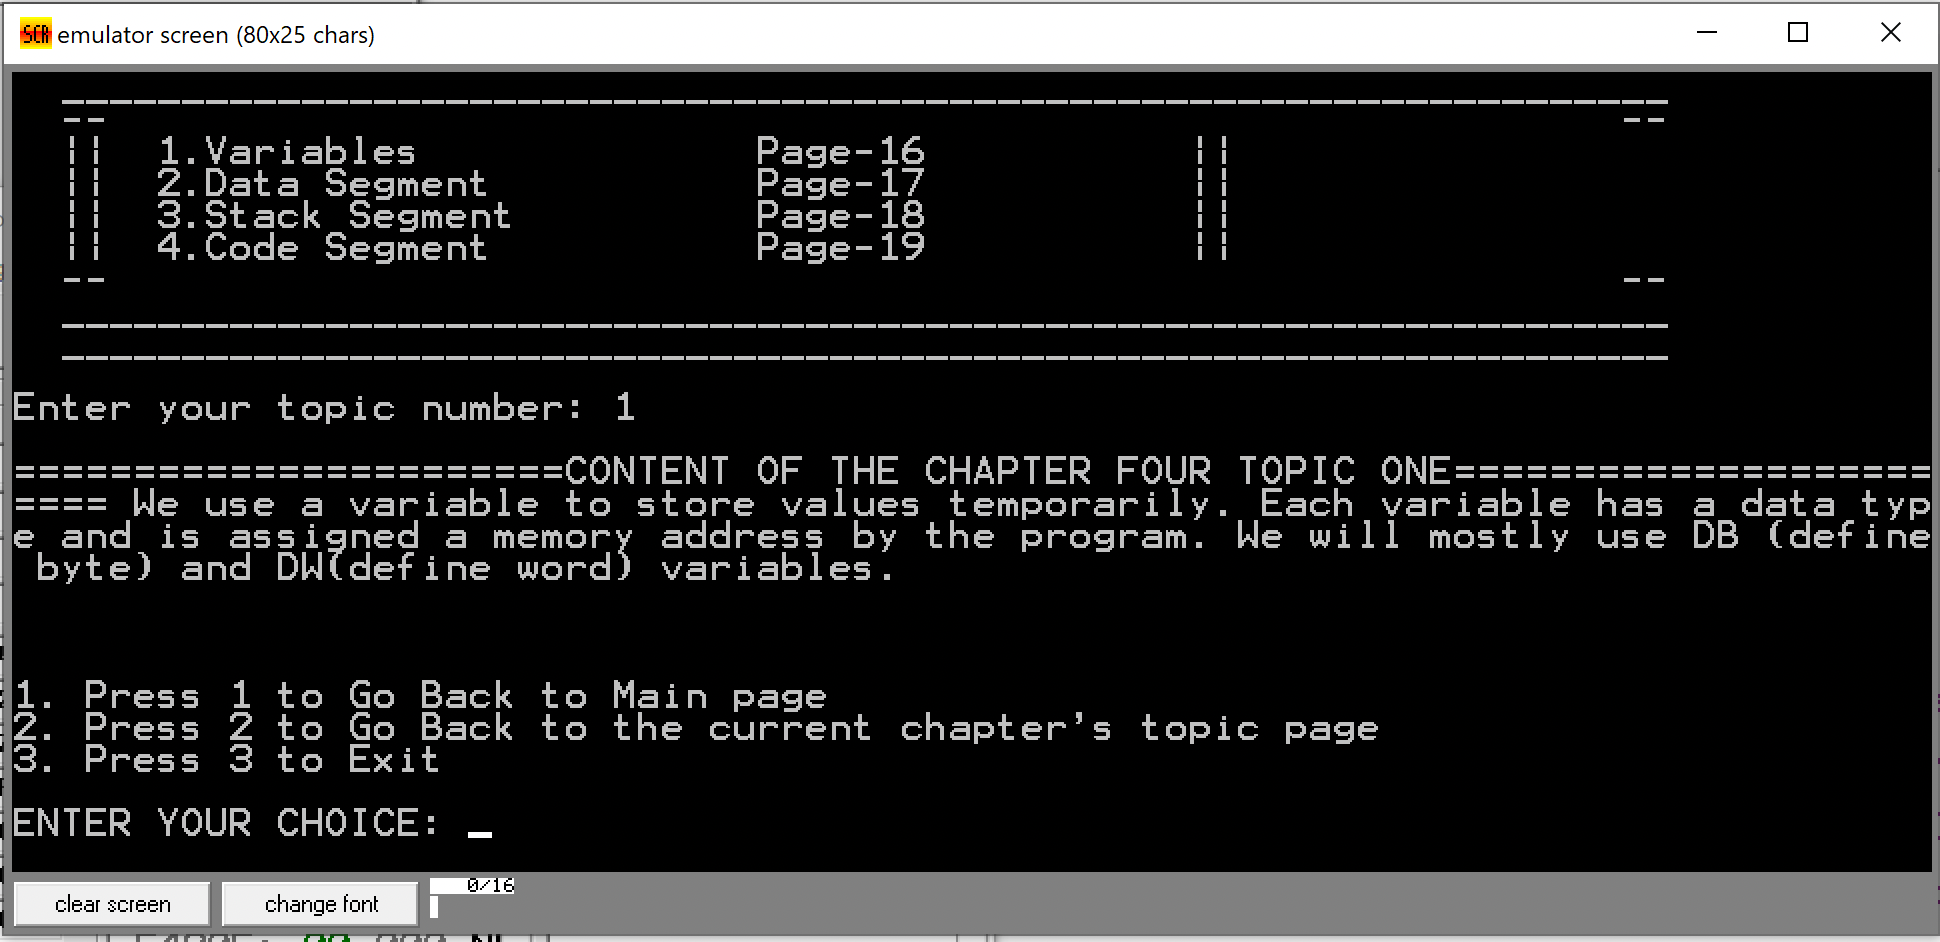 SCR emulator screen (80x25 chars)
-------------------------------------------------------------------
-- --
|| 1.Variables Page-16 ||
|| 2.Data Segment Page-17 ||
|| 3.Stack Segment Page-18 ||
|| 4.Code Segment Page-19 ||
-- --
-------------------------------------------------------------------
-------------------------------------------------------------------
Enter your topic number: 1
=======================CONTENT OF THE CHAPTER FOUR TOPIC ONE====================
==== We use a variable to store values temporarily. Each variable has a data typ
e and is assigned a memory address by the program. We will mostly use DB (define
byte) and DW(define word) variables.
1. Press 1 to Go Back to Main page
2. Press 2 to Go Back to the current chapter's topic page
3. Press 3 to Exit
ENTER YOUR CHOICE: _
clear screen change font 0/16